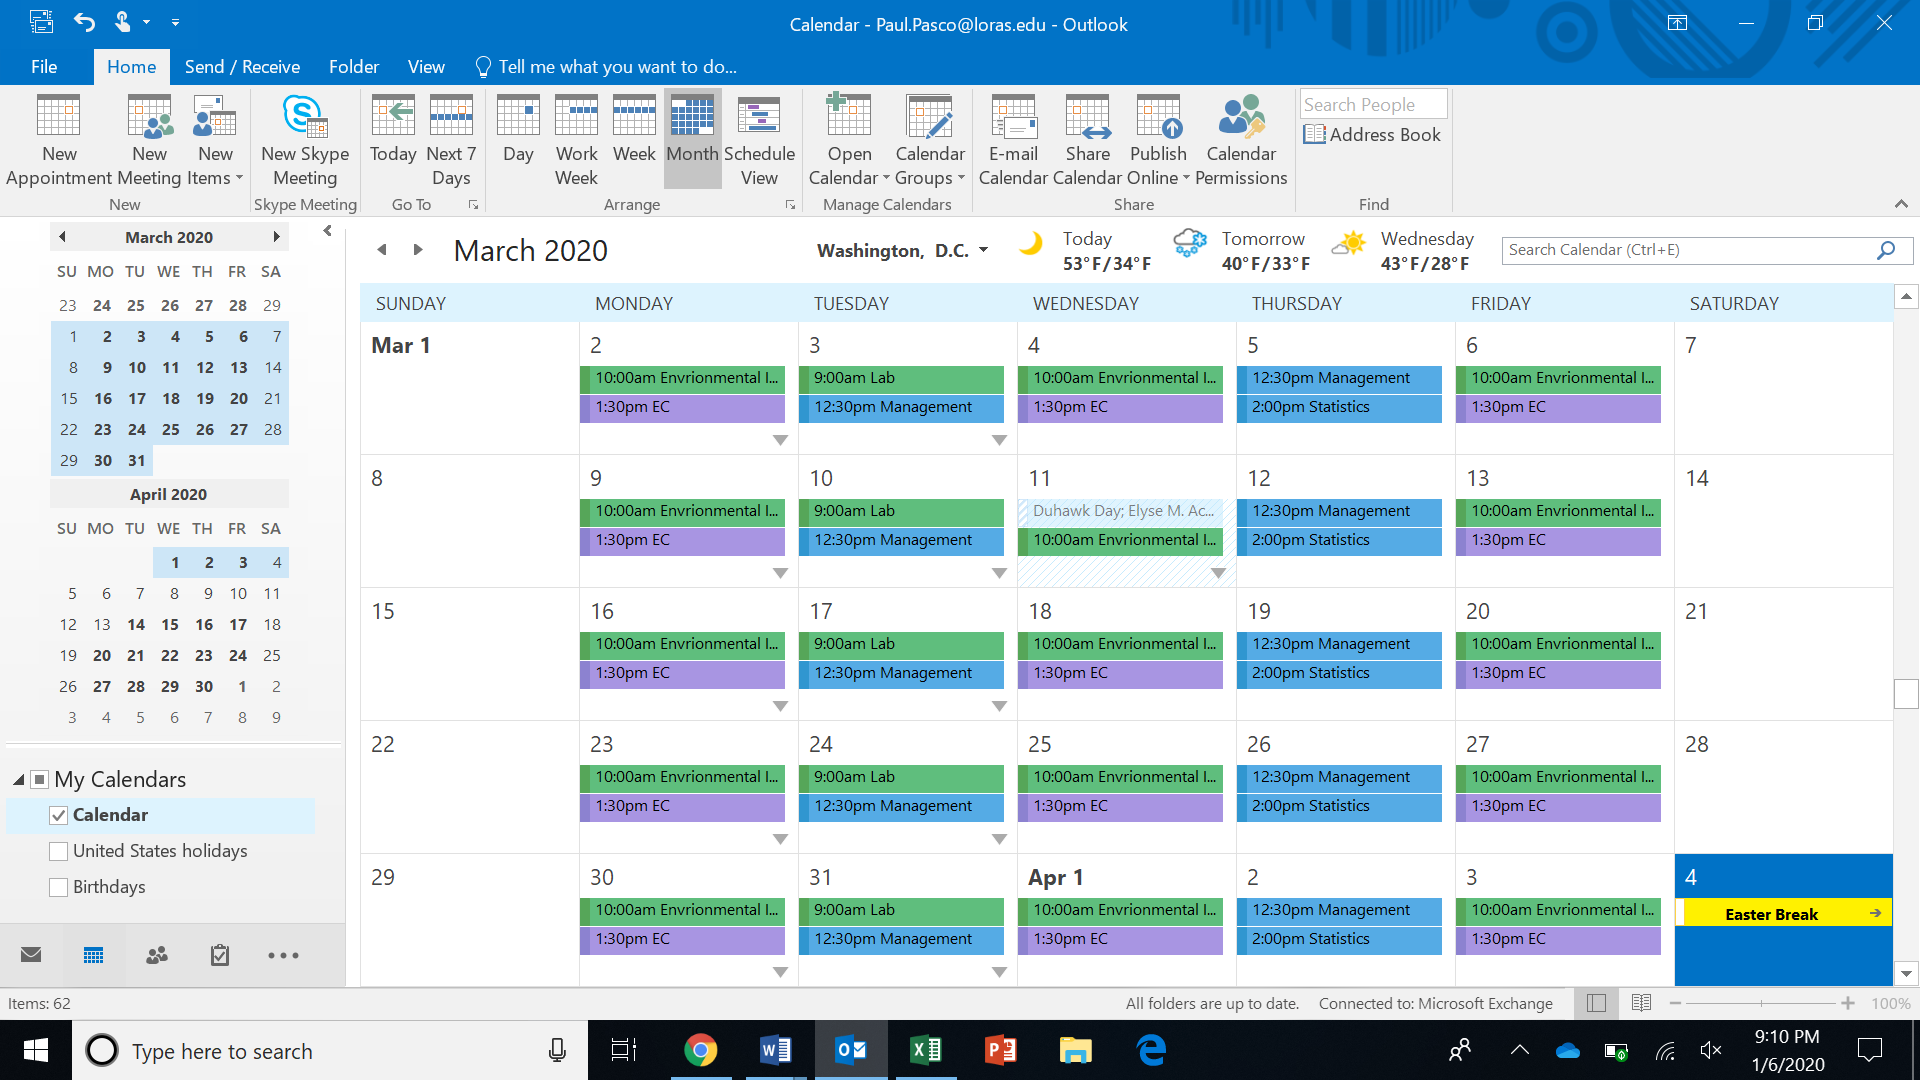 Calendar - Paul.Pasco@loras.edu - Outlook
File Home Send / Receive Folder View Tell me what you want to do...
New Appointment
New Meeting
New Items
New Skype Meeting
Today
Next 7 Days
Day
Work Week
Week
Month
Schedule View
Open Calendar
Calendar Groups
E-mail Calendar
Share Calendar
Publish Online
Calendar Permissions
Search People
Address Book
New Skype Meeting Go To Arrange Manage Calendars Share Find
March 2020
SU MO TU WE TH FR SA
23 24 25 26 27 28 29
1 2 3 4 5 6 7
8 9 10 11 12 13 14
15 16 17 18 19 20 21
22 23 24 25 26 27 28
29 30 31
April 2020
SU MO TU WE TH FR SA
1 2 3 4
5 6 7 8 9 10 11
12 13 14 15 16 17 18
19 20 21 22 23 24 25
26 27 28 29 30 1 2
3 4 5 6 7 8 9
My Calendars
Calendar
United States holidays
Birthdays
March 2020
Washington, D.C.
Today
53°F/34°F
Tomorrow
40°F/33°F
Wednesday
43°F/28°F
Search Calendar (Ctrl+E)
SUNDAY MONDAY TUESDAY WEDNESDAY THURSDAY FRIDAY SATURDAY
Mar 1 2 3 4 5 6 7
10:00am Envrionmental I... 9:00am Lab 10:00am Envrionmental I... 12:30pm Management 10:00am Envrionmental I...
1:30pm EC 12:30pm Management 1:30pm EC 2:00pm Statistics 1:30pm EC
8 9 10 11 12 13 14
10:00am Envrionmental I... 9:00am Lab Duhawk Day; Elyse M. Ac... 12:30pm Management 10:00am Envrionmental I...
1:30pm EC 12:30pm Management 10:00am Envrionmental I... 2:00pm Statistics 1:30pm EC
15 16 17 18 19 20 21
10:00am Envrionmental I... 9:00am Lab 10:00am Envrionmental I... 12:30pm Management 10:00am Envrionmental I...
1:30pm EC 12:30pm Management 1:30pm EC 2:00pm Statistics 1:30pm EC
22 23 24 25 26 27 28
10:00am Envrionmental I... 9:00am Lab 10:00am Envrionmental I... 12:30pm Management 10:00am Envrionmental I...
1:30pm EC 12:30pm Management 1:30pm EC 2:00pm Statistics 1:30pm EC
29 30 31 Apr 1 2 3 4
10:00am Envrionmental I... 9:00am Lab 10:00am Envrionmental I... 12:30pm Management 10:00am Envrionmental I... Easter Break
1:30pm EC 12:30pm Management 1:30pm EC 2:00pm Statistics 1:30pm EC
Items: 62 All folders are up to date. Connected to: Microsoft Exchange 100%
Type here to search
9:10 PM
1/6/2020